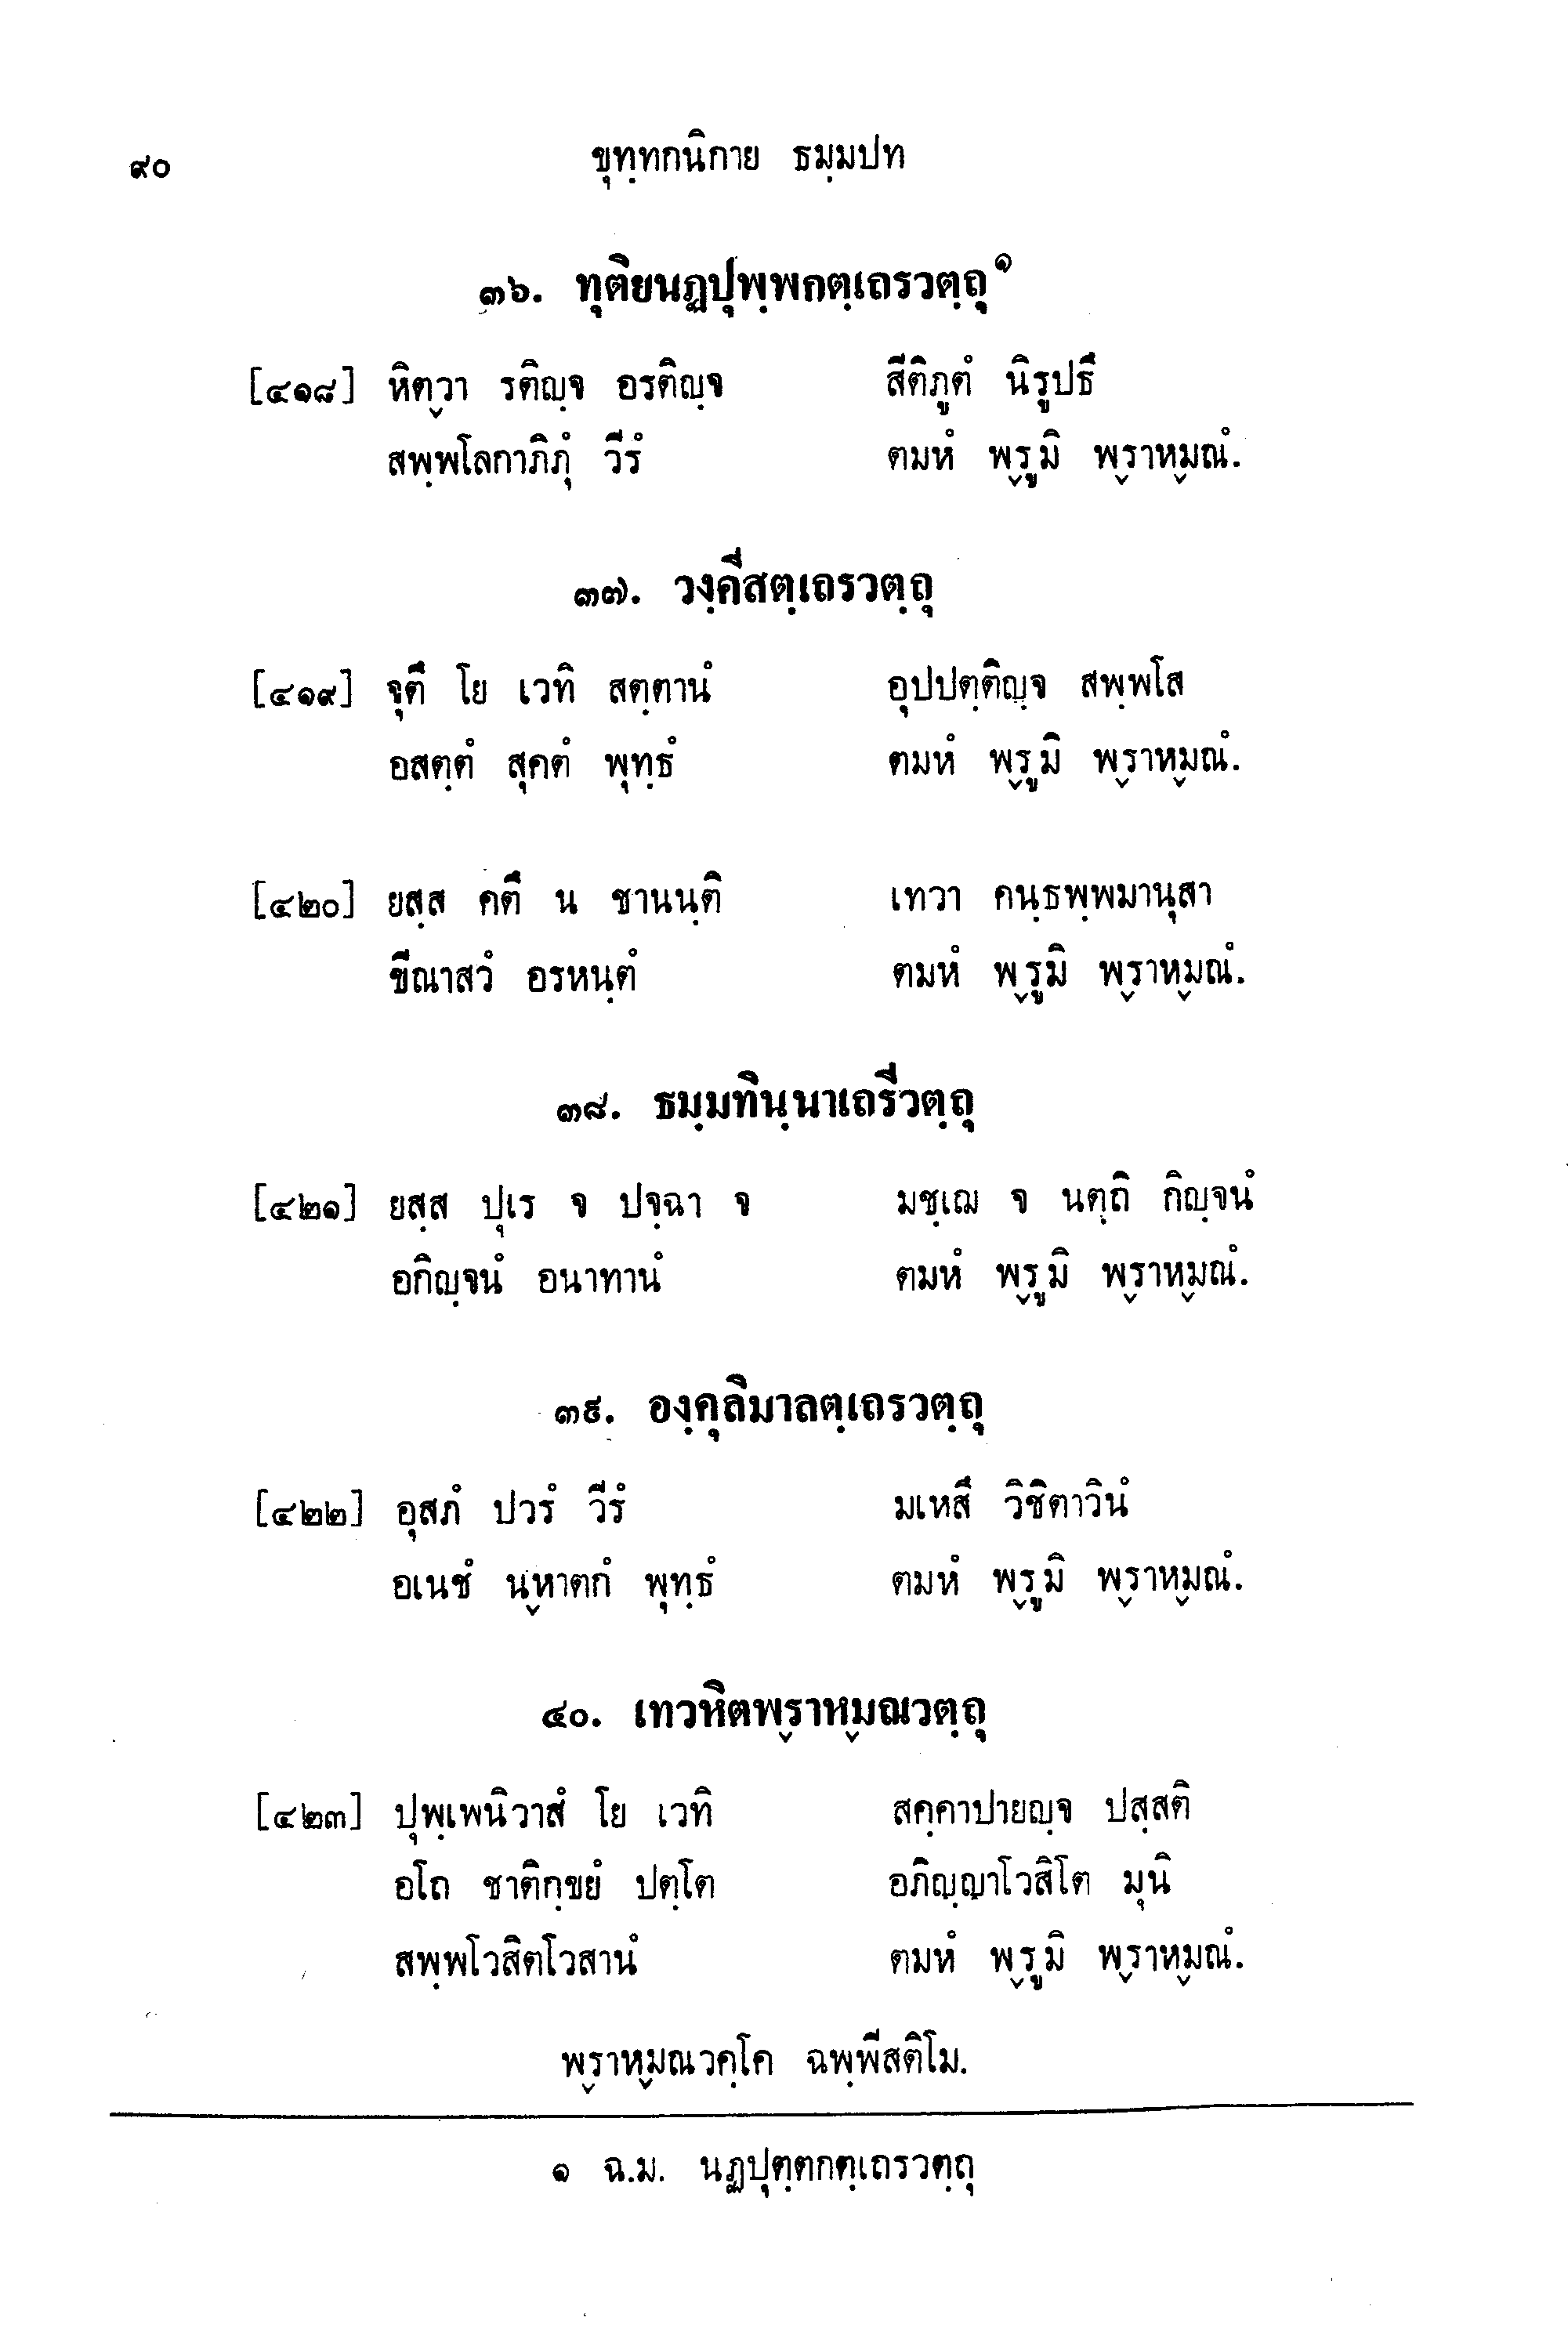 ๙๐ ขุทฺทกนิกาย ธมฺมปท
๓๖. ทุติยนฏปุพฺพกตฺเถรวตฺถุ๑
[๔๑๘] หิตฺวา รติญฺจ อรติญฺจ สีติภูตํ นิรูปธึ
สพฺพโลกาภิภุํ วีรํ ตมหํ พฺรูมิ พฺราหฺมณํ.
๓๗. วงฺคีสตฺเถรวตฺถุ
[๔๑๙] จุตึ โย เวทิ สตฺตานํ อุปปตฺติญฺจ สพฺพโส
อสตฺตํ สุคตํ พุทฺธํ ตมหํ พฺรูมิ พฺราหฺมณํ.
[๔๒๐] ยสฺส คตึ น ชานนฺติ เทวา คนฺธพฺพมานุสา
ขีณาสวํ อรหนฺตํ ตมหํ พฺรูมิ พฺราหฺมณํ.
๓๘. ธมฺมทินฺนาเถรีวตฺถุ
[๔๒๑] ยสฺส ปุเร จ ปจฺฉา จ มชฺเฌ จ นตฺถิ กิญฺจนํ
อกิญฺจนํ อนาทานํ ตมหํ พฺรูมิ พฺราหฺมณํ.
๓๙. องฺคุลิมาลตฺเถรวตฺถุ
[๔๒๒] อุสภํ ปวรํ วีรํ มเหสึ วิชิตาวินํ
อเนชํ นฺหาตกํ พุทฺธํ ตมหํ พฺรูมิ พฺราหฺมณํ.
๔๐. เทวหิตพฺราหฺมณวตฺถุ
[๔๒๓] ปุพฺเพนิวาสํ โย เวทิ สคฺคาปายญฺจ ปสฺสติ
อโถ ชาติกฺขยํ ปตฺโต อภิญฺญาโวสิโต มุนิ
สพฺพโวสิตโวสานํ ตมหํ พฺรูมิ พฺราหฺมณํ.
พฺราหฺมณวคฺโค ฉพฺพีสติโม.
๑ ฉ.ม. นฏปุตฺตกตฺเถรวตฺถุ